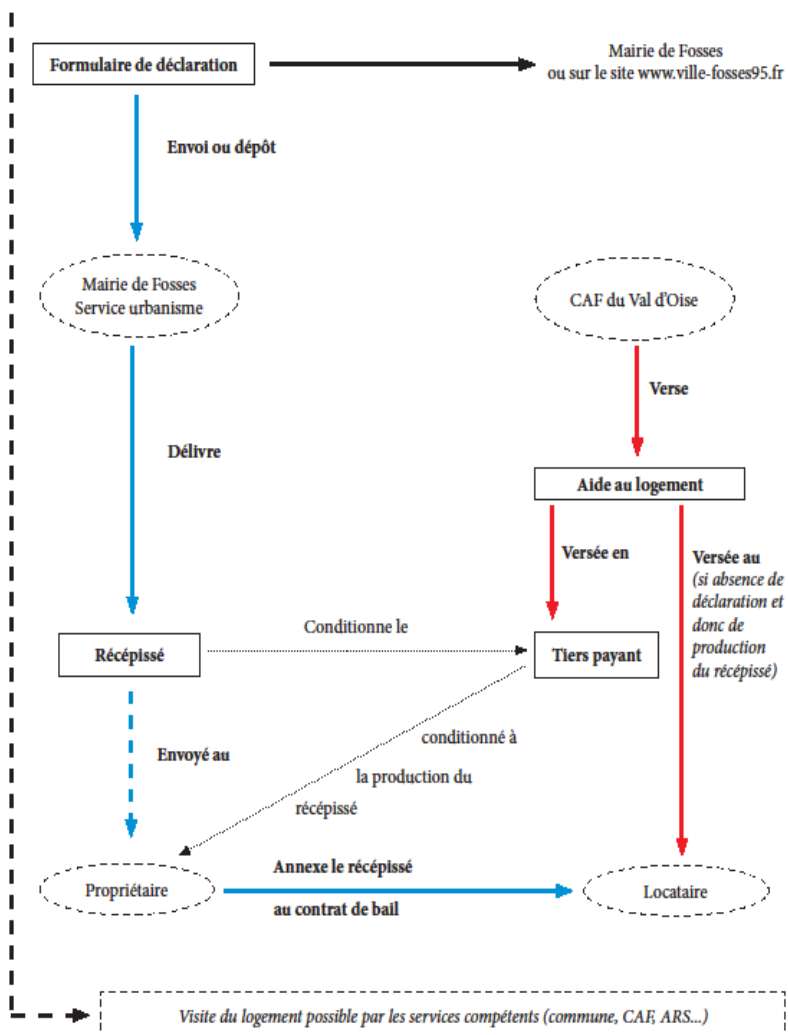 Formulaire de déclaration
Mairie de Fosses
ou sur le site www.ville-fosses95.fr
Envoi ou dépôt
Mairie de Fosses
Service urbanisme
CAF du Val d'Oise
Verse
Délivre
Aide au logement
Versée en
Versée au
(si absence de
déclaration et
donc de
production
du récépissé)
Conditionne le
Récépissé
Tiers payant
Envoyé au
conditionné à
la production du
récépissé
Propriétaire
Annexe le récépissé
au contrat de bail
Locataire
Visite du logement possible par les services compétents (commune, CAF, ARS...)